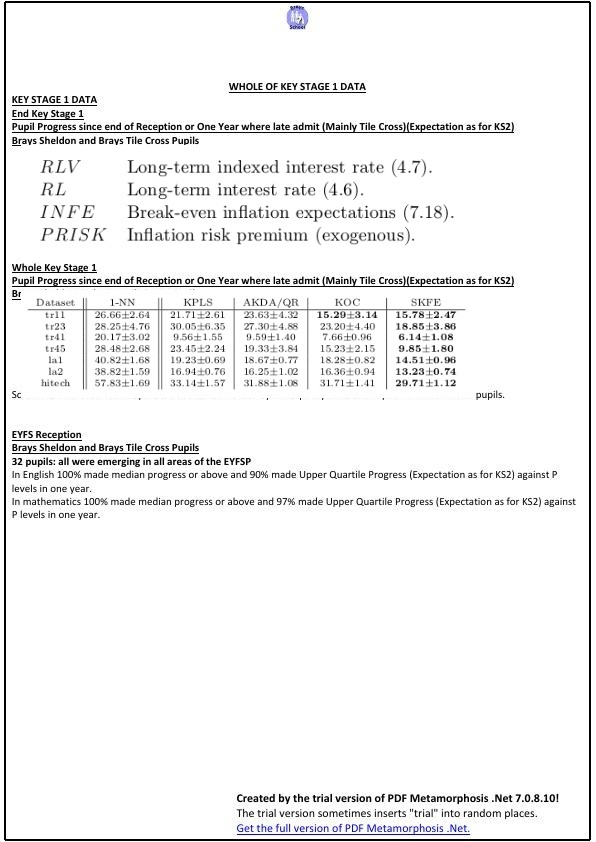 WHOLE OF KEY STAGE 1 DATA
KEY STAGE 1 DATA
End Key Stage 1
Pupil Progress since end of Reception or One Year where late admit (Mainly Tile Cross)(Expectation as for KS2)
Brays Sheldon and Brays Tile Cross Pupils
RLV Long-term indexed interest rate (4.7).
RL Long-term interest rate (4.6).
INFE Break-even inflation expectations (7.18).
PRISK Inflation risk premium (exogenous).
Whole Key Stage 1
Pupil Progress since end of Reception or One Year where late admit (Mainly Tile Cross)(Expectation as for KS2)
Dataset 1-NN KPLS AKDA/QR KOC SKFE
tr11 26.66±2.64 21.71±2.61 23.63±4.32 15.29±3.14 15.78±2.47
tr23 28.25±4.76 30.05±6.35 27.30±4.88 23.20±4.40 18.85±3.86
tr41 20.17±3.02 9.56±1.55 9.59±1.40 7.66±0.96 6.14±1.08
tr45 28.48±2.68 23.45±2.24 19.33±3.84 15.23±2.15 9.85±1.80
la1 40.82±1.68 19.23±0.69 18.67±0.77 18.28±0.82 14.51±0.96
la2 38.82±1.59 16.94±0.76 16.25±1.02 16.36±0.94 13.23±0.74
hitech 57.83±1.69 33.14±1.57 31.88±1.08 31.71±1.41 29.71±1.12
pupils.
EYFS Reception
Brays Sheldon and Brays Tile Cross Pupils
32 pupils: all were emerging in all areas of the EYFSP
In English 100% made median progress or above and 90% made Upper Quartile Progress (Expectation as for KS2) against P
levels in one year.
In mathematics 100% made median progress or above and 97% made Upper Quartile Progress (Expectation as for KS2) against
P levels in one year.
Created by the trial version of PDF Metamorphosis .Net 7.0.8.10!
The trial version sometimes inserts "trial" into random places.
Get the full version of PDF Metamorphosis .Net.